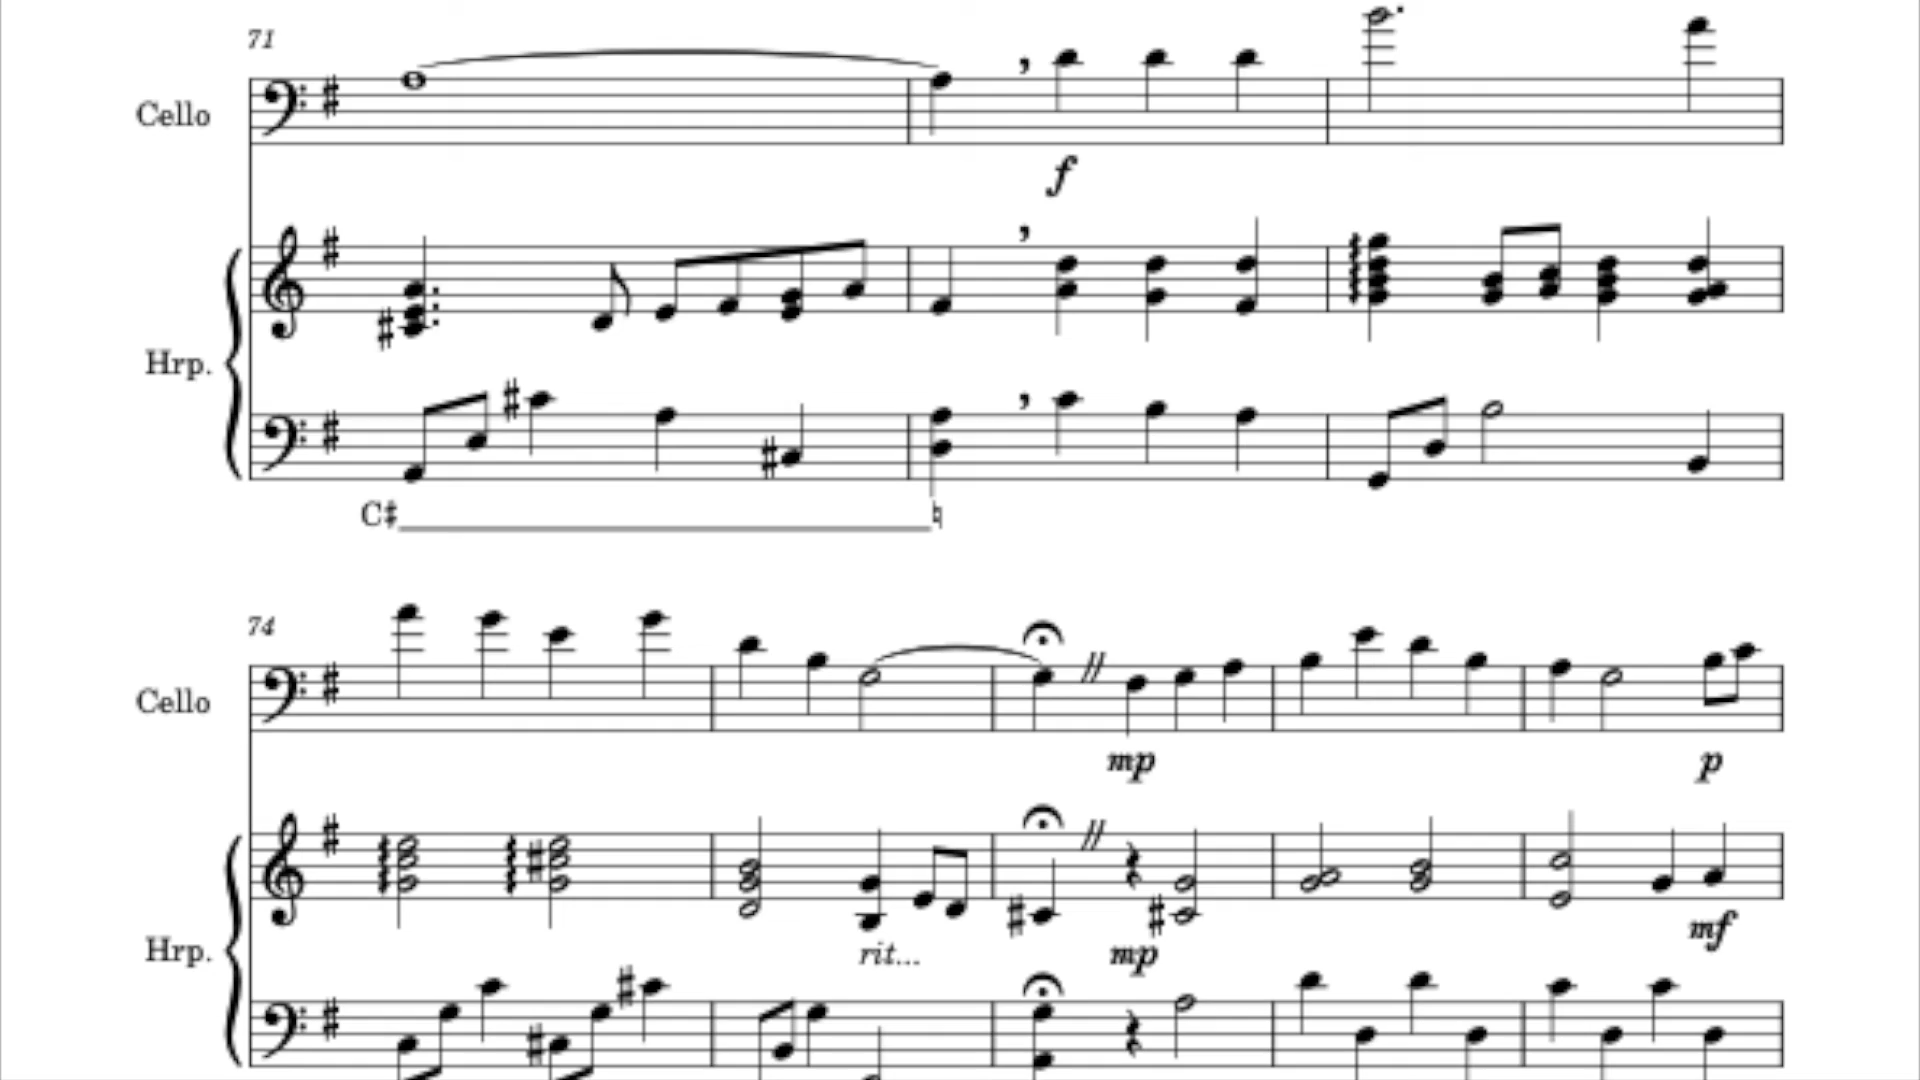 71
Cello
f
Hrp.
C♯ ♮
74
Cello
mp p
Hrp.
mf
rit... mp